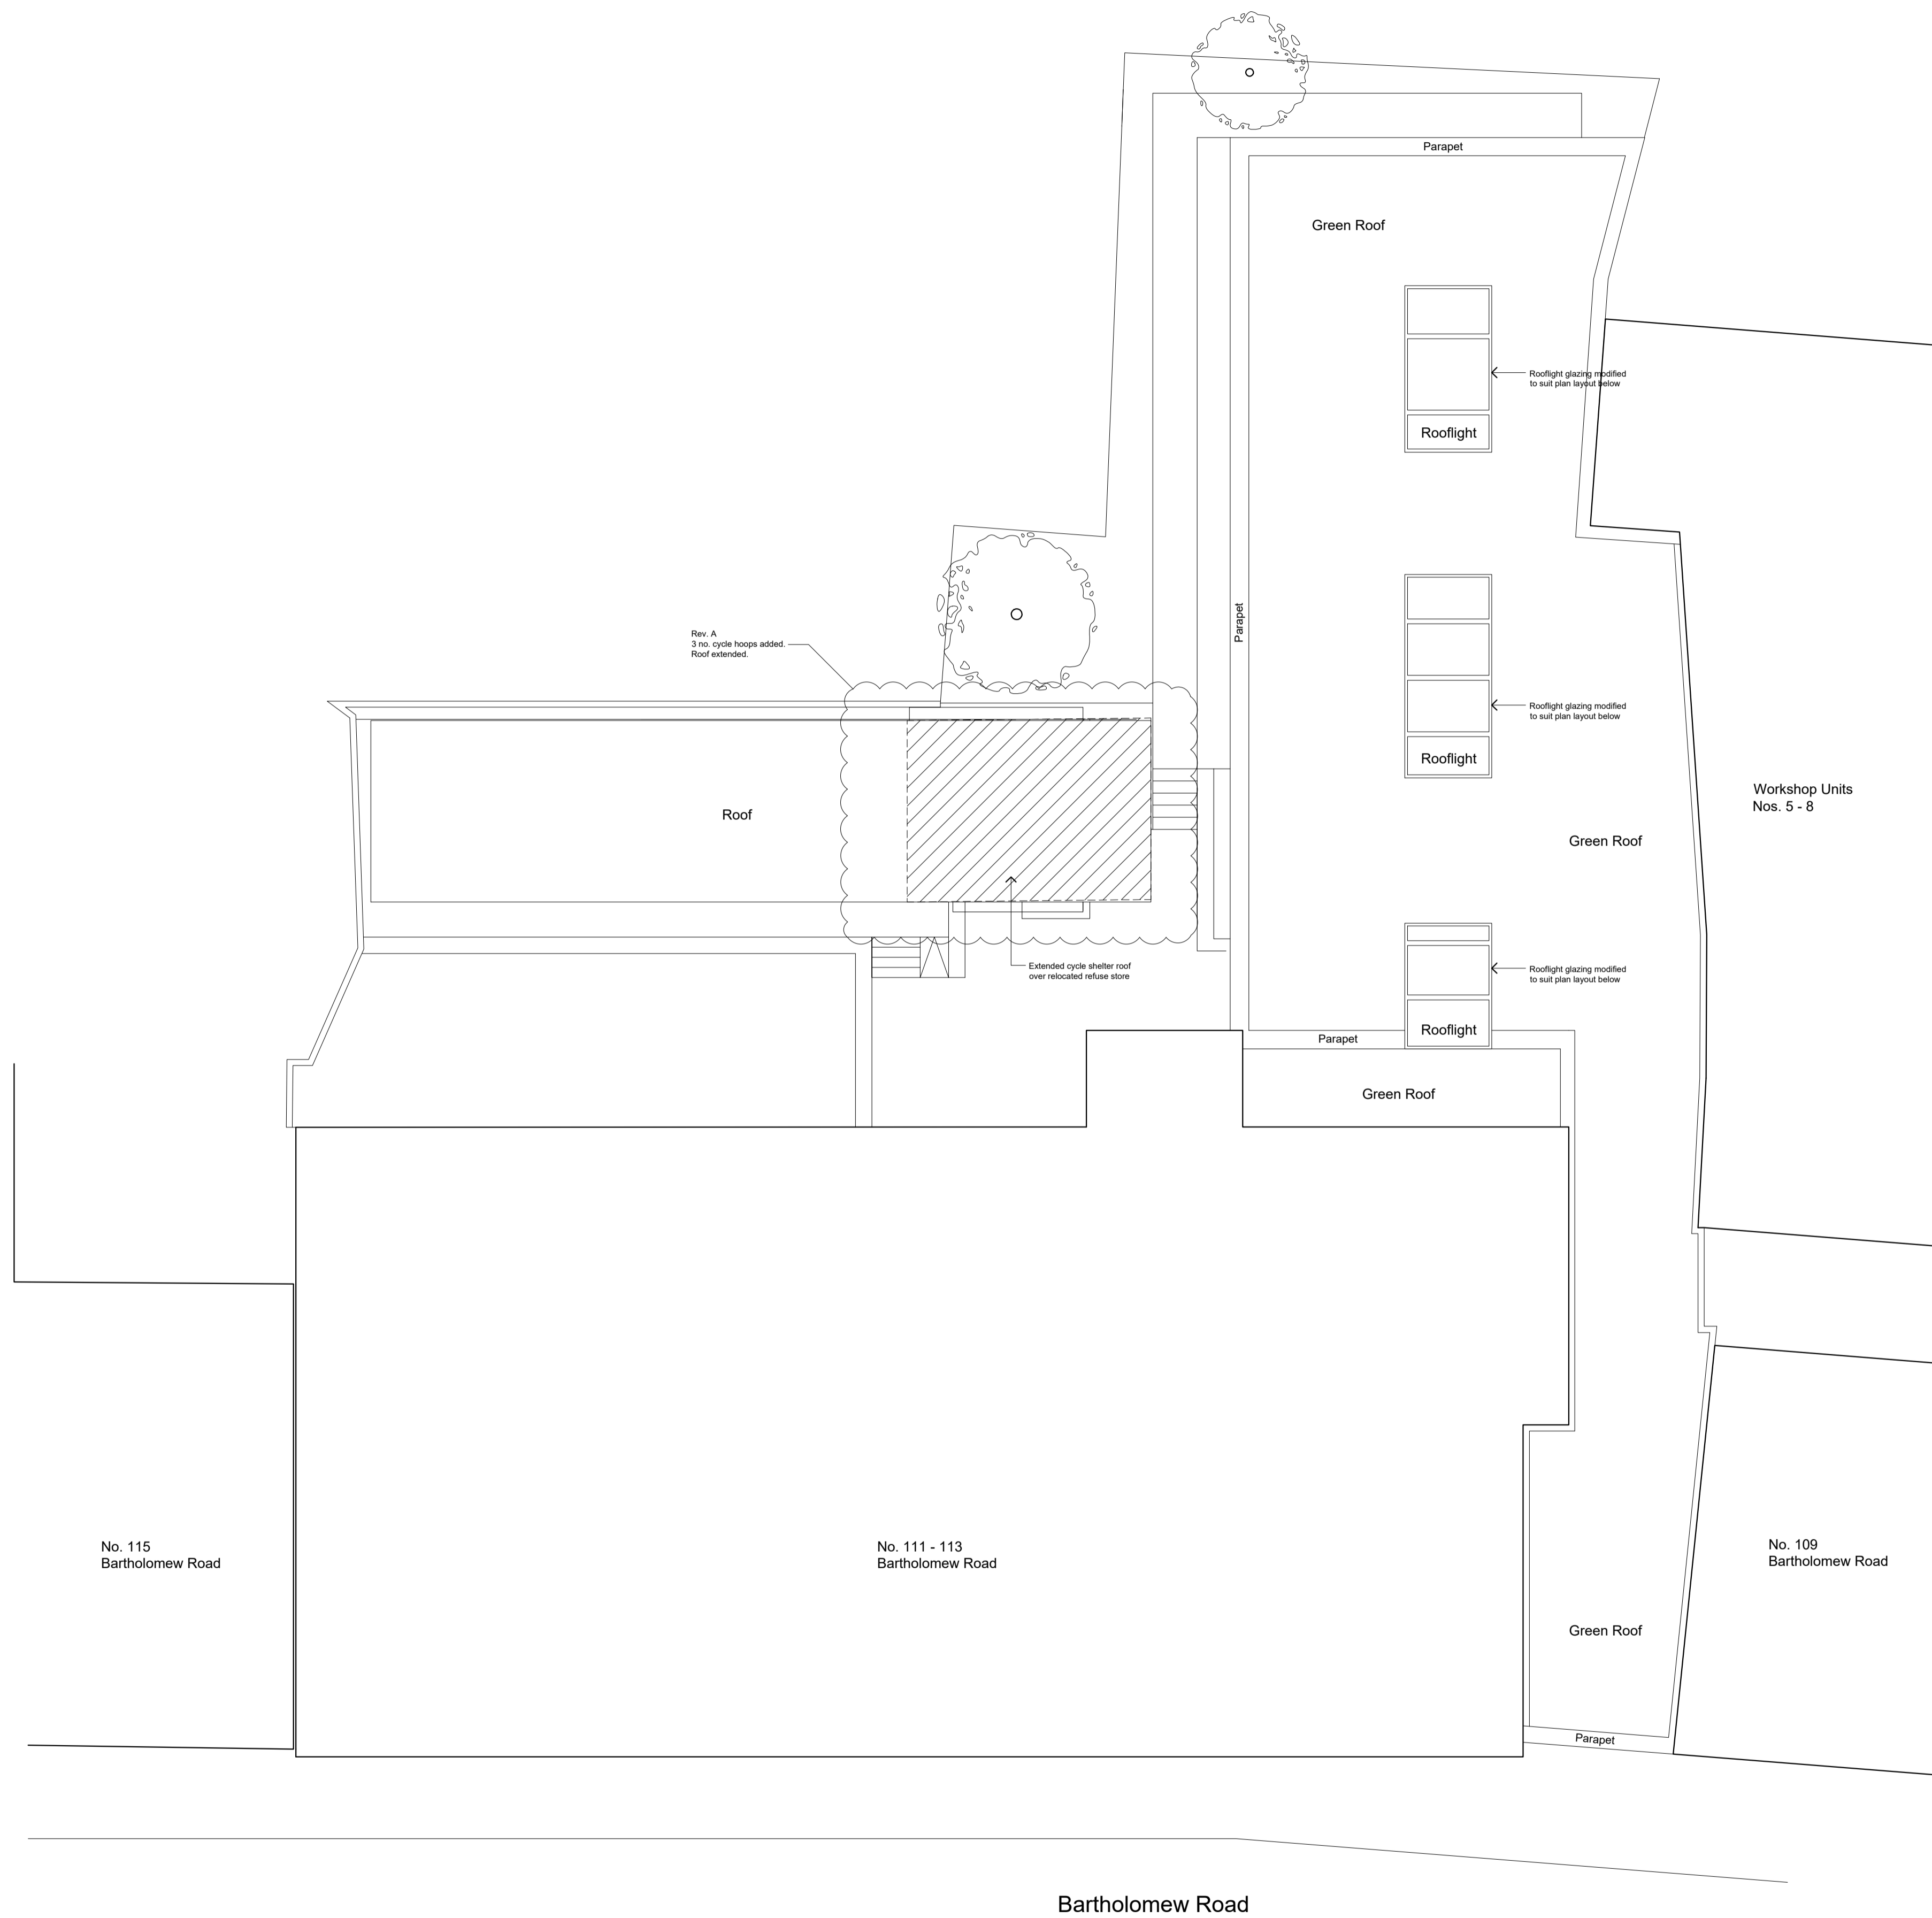 Parapet
Green Roof
Rooflight glazing modified
to suit plan layout below
Rooflight
Parapet
Rev. A
3 no. cycle hoops added.
Roof extended.
Rooflight glazing modified
to suit plan layout below
Rooflight
Workshop Units
Nos. 5 - 8
Roof
Green Roof
Extended cycle shelter roof
over relocated refuse store
Rooflight glazing modified
to suit plan layout below
Rooflight
Parapet
Green Roof
No. 115
Bartholomew Road
No. 111 - 113
Bartholomew Road
No. 109
Bartholomew Road
Green Roof
Parapet
Bartholomew Road